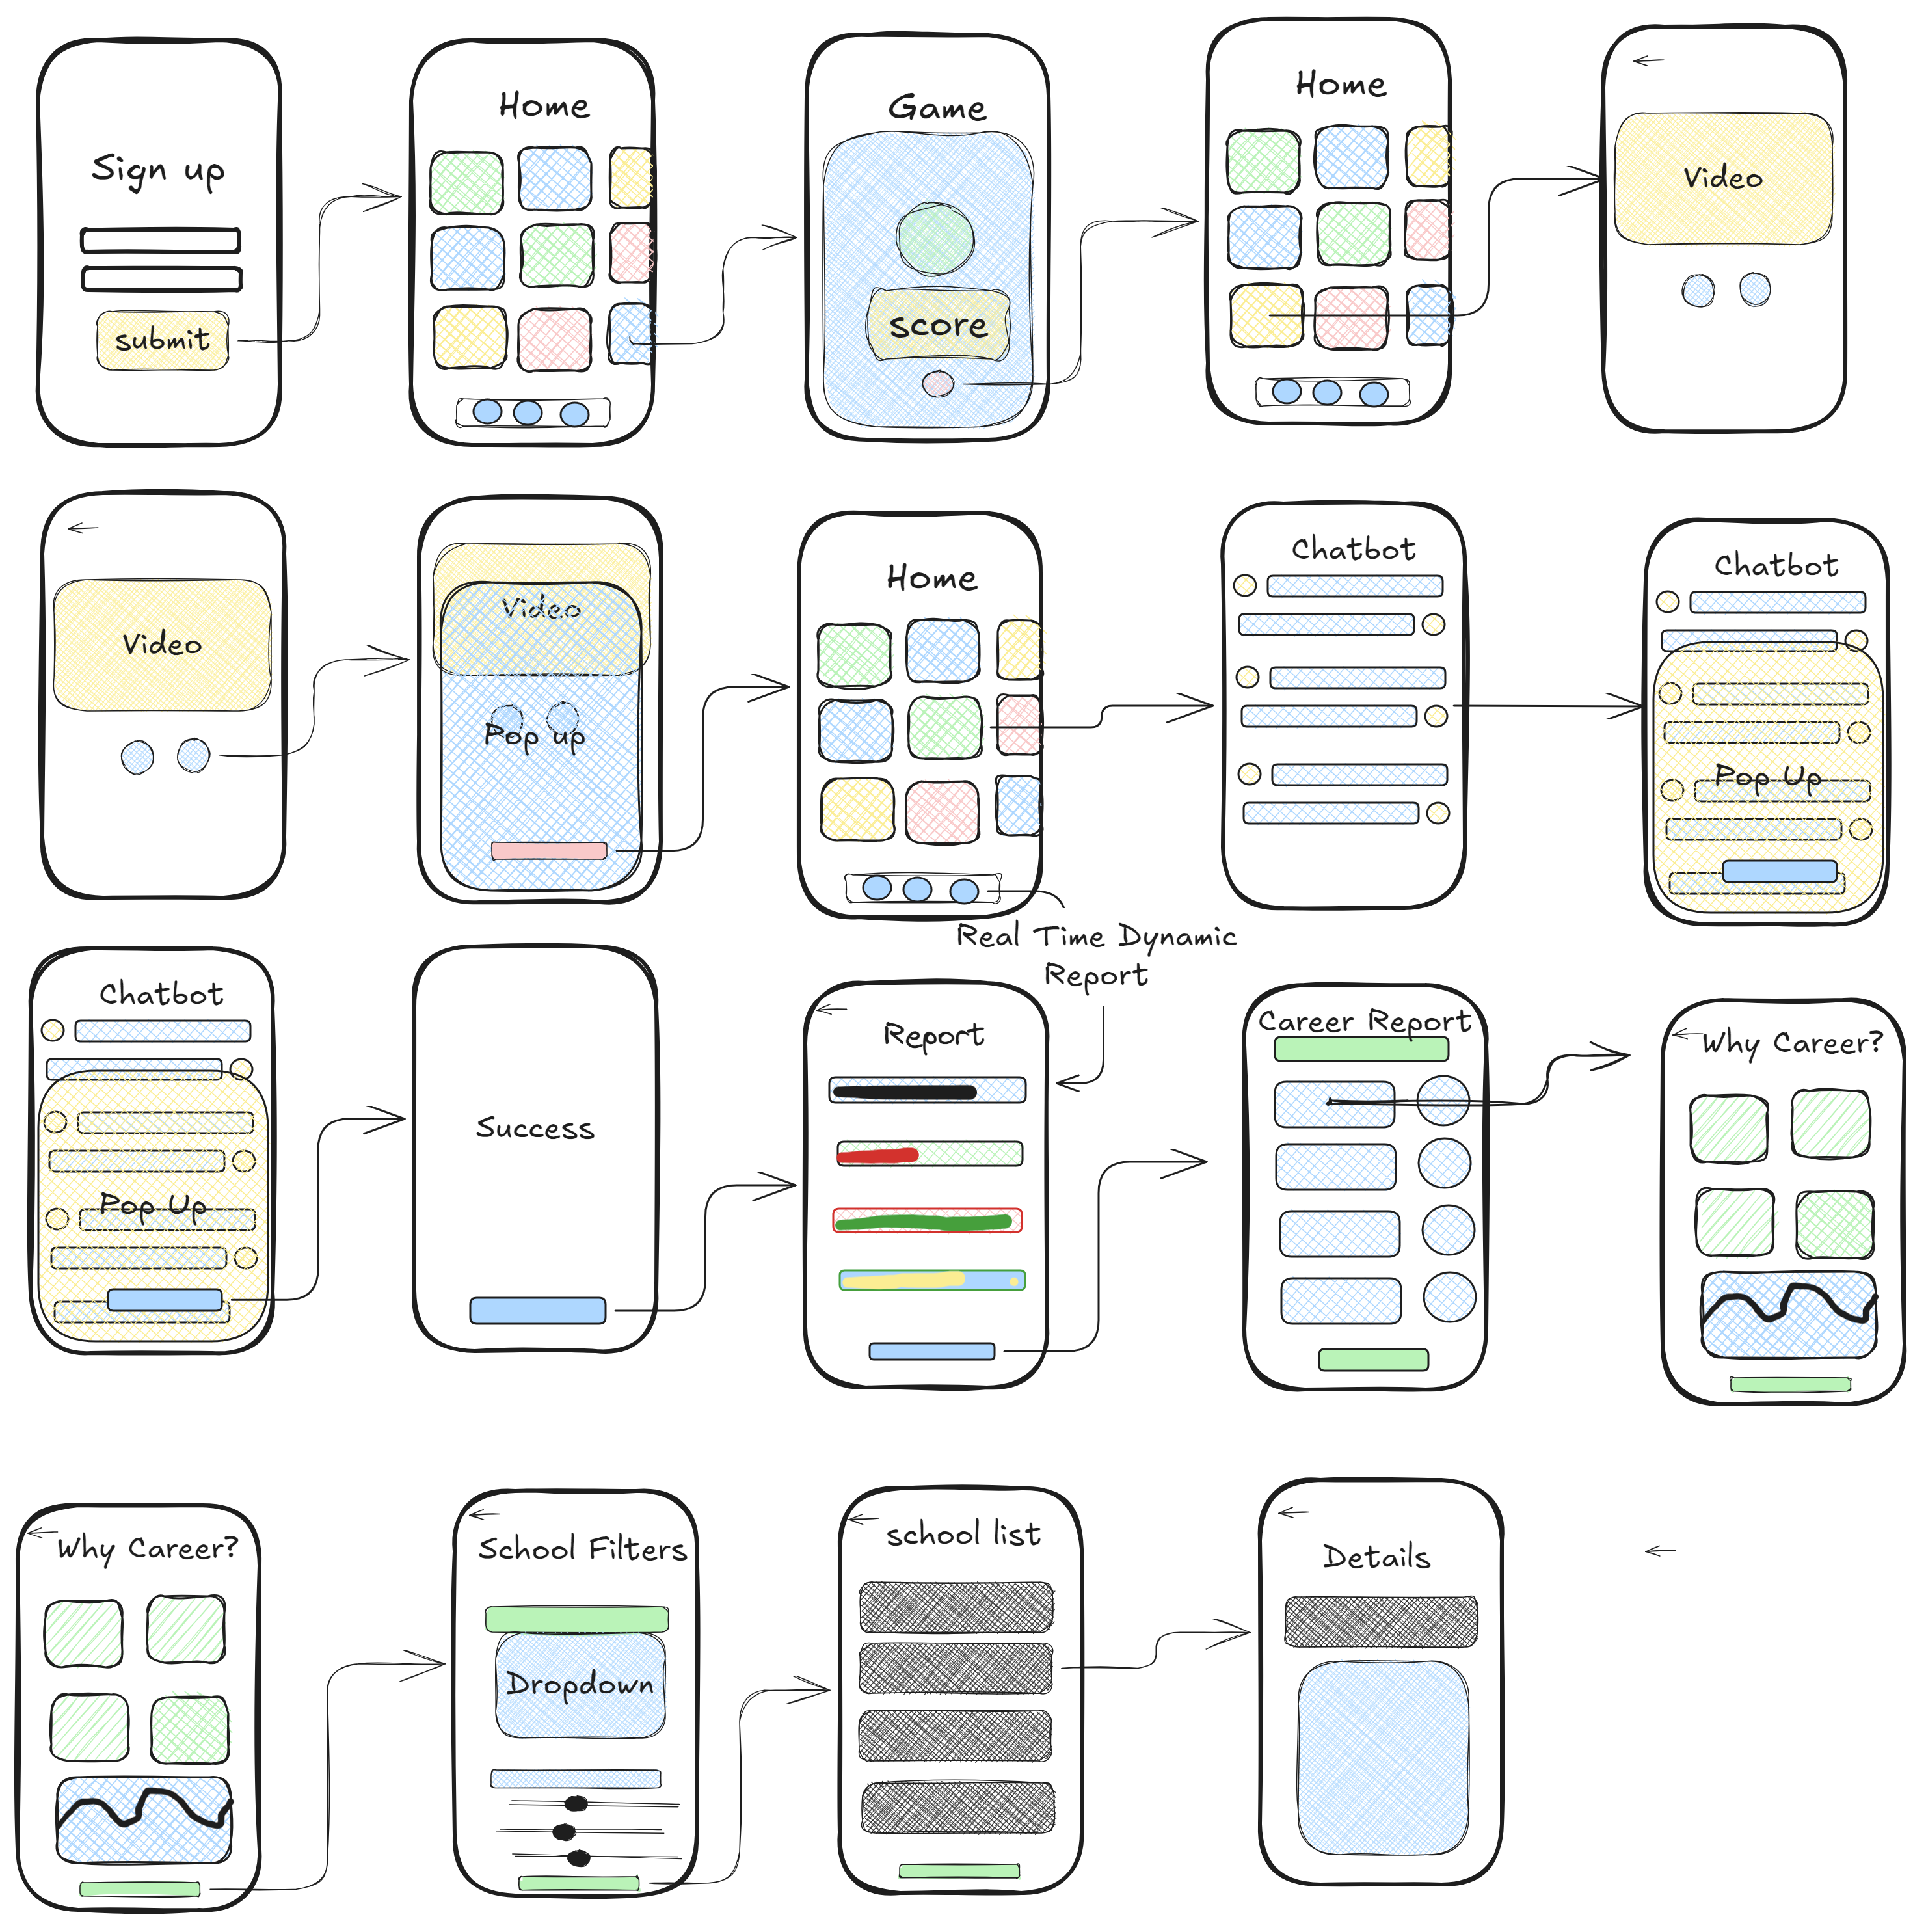 Sign up
submit
Home
Game
score
Home
Video
Video
Video
Pop up
Home
Chatbot
Chatbot
Pop Up
Real Time Dynamic
Report
Chatbot
Pop Up
Success
Report
Career Report
Why Career?
Why Career?
School Filters
Dropdown
school list
Details